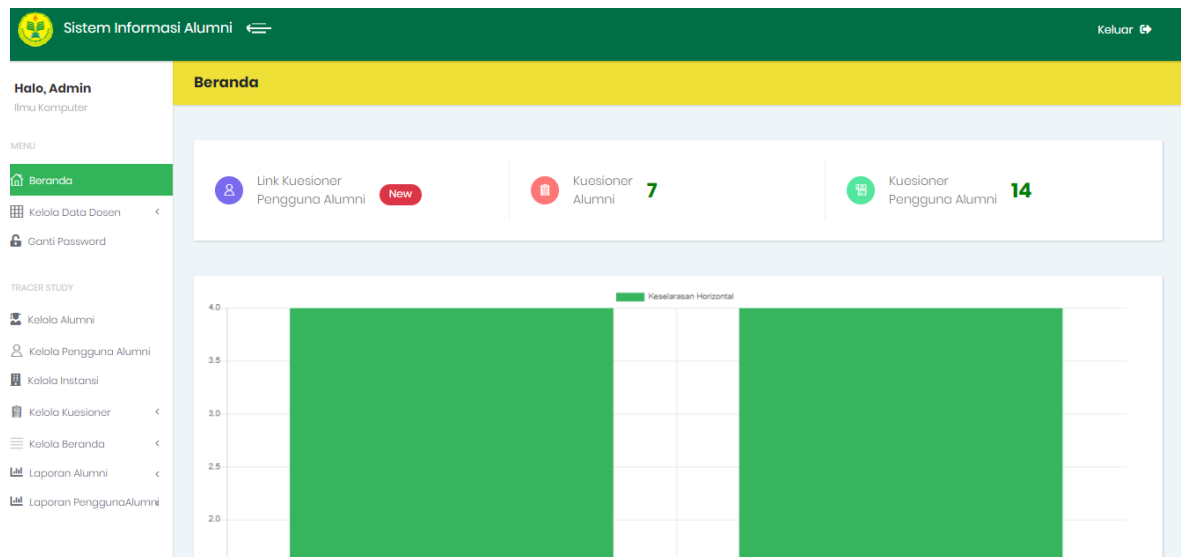 Sistem Informasi Alumni
Keluar
Halo, Admin
Ilmu Komputer
Beranda
MENU
Beranda
Kelola Data Dosen
Ganti Password
TRACER STUDY
Kelola Alumni
Kelola Pengguna Alumni
Kelola Instansi
Kelola Kuesioner
Kelola Beranda
Laporan Alumni
Laporan PenggunaAlumni
Link Kuesioner
Pengguna Alumni New
Kuesioner
Alumni 7
Kuesioner
Pengguna Alumni 14
Keselarasan Horizontal
4.0
3.5
3.0
2.5
2.0